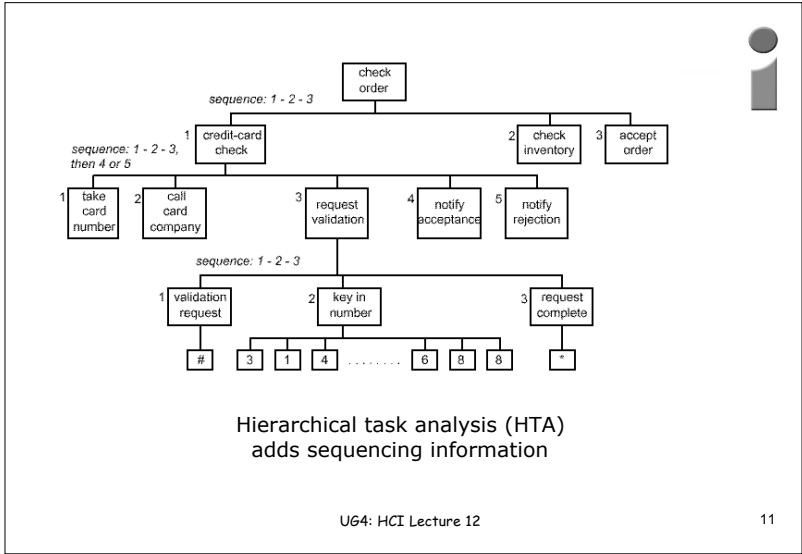 check
order
sequence: 1 - 2 - 3
1 credit-card
check
2 check
inventory
3 accept
order
sequence: 1 - 2 - 3,
then 4 or 5
1 take
card
number
2 call
card
company
3 request
validation
4 notify
acceptance
5 notify
rejection
sequence: 1 - 2 - 3
1 validation
request
2 key in
number
3 request
complete
# 3 1 4 . . . . . . . . 6 8 8 *
Hierarchical task analysis (HTA)
adds sequencing information
UG4: HCI Lecture 12
11